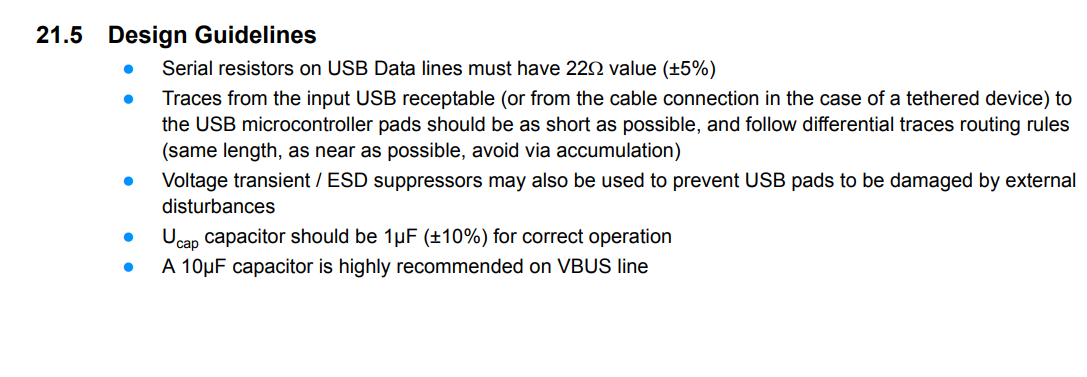 21.5 Design Guidelines
● Serial resistors on USB Data lines must have 22Ω value (±5%)
● Traces from the input USB receptable (or from the cable connection in the case of a tethered device) to
the USB microcontroller pads should be as short as possible, and follow differential traces routing rules
(same length, as near as possible, avoid via accumulation)
● Voltage transient / ESD suppressors may also be used to prevent USB pads to be damaged by external
disturbances
● Ucap capacitor should be 1µF (±10%) for correct operation
● A 10µF capacitor is highly recommended on VBUS line